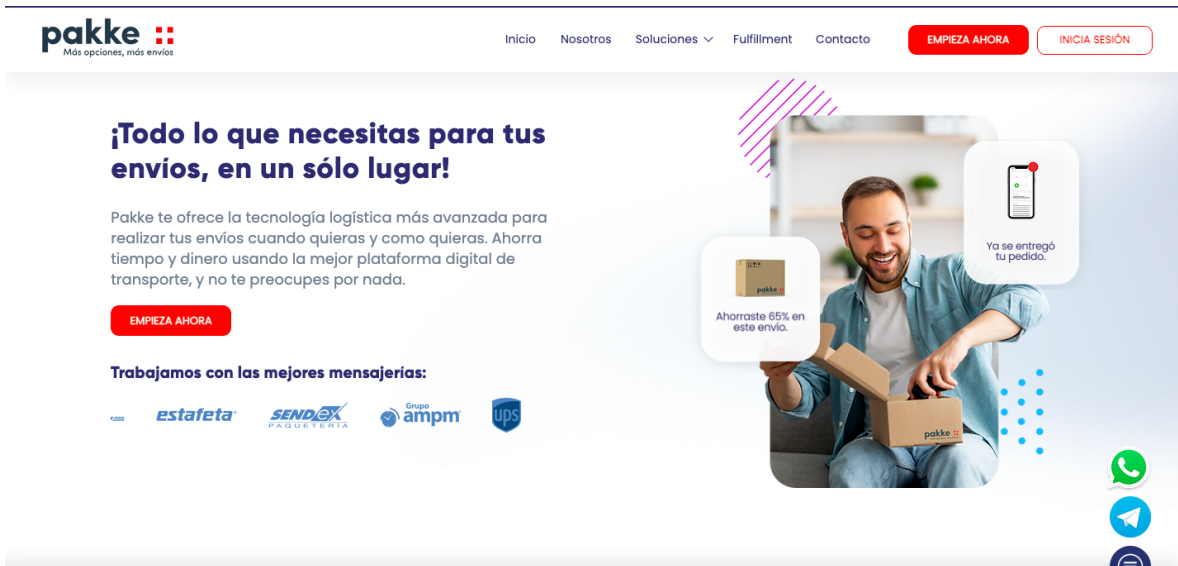 pakke
Más opciones, más envíos
Inicio
Nosotros
Soluciones
Fulfillment
Contacto
EMPIEZA AHORA
INICIA SESIÓN
¡Todo lo que necesitas para tus
envíos, en un sólo lugar!
Pakke te ofrece la tecnología logística más avanzada para
realizar tus envíos cuando quieras y como quieras. Ahorra
tiempo y dinero usando la mejor plataforma digital de
transporte, y no te preocupes por nada.
EMPIEZA AHORA
Trabajamos con las mejores mensajerías:
estafeta
SENDEX
PAQUETERÍA
Grupo
ampm
ups
pakke
Ahorraste 65% en
este envío.
Ya se entregó
tu pedido.
pakke